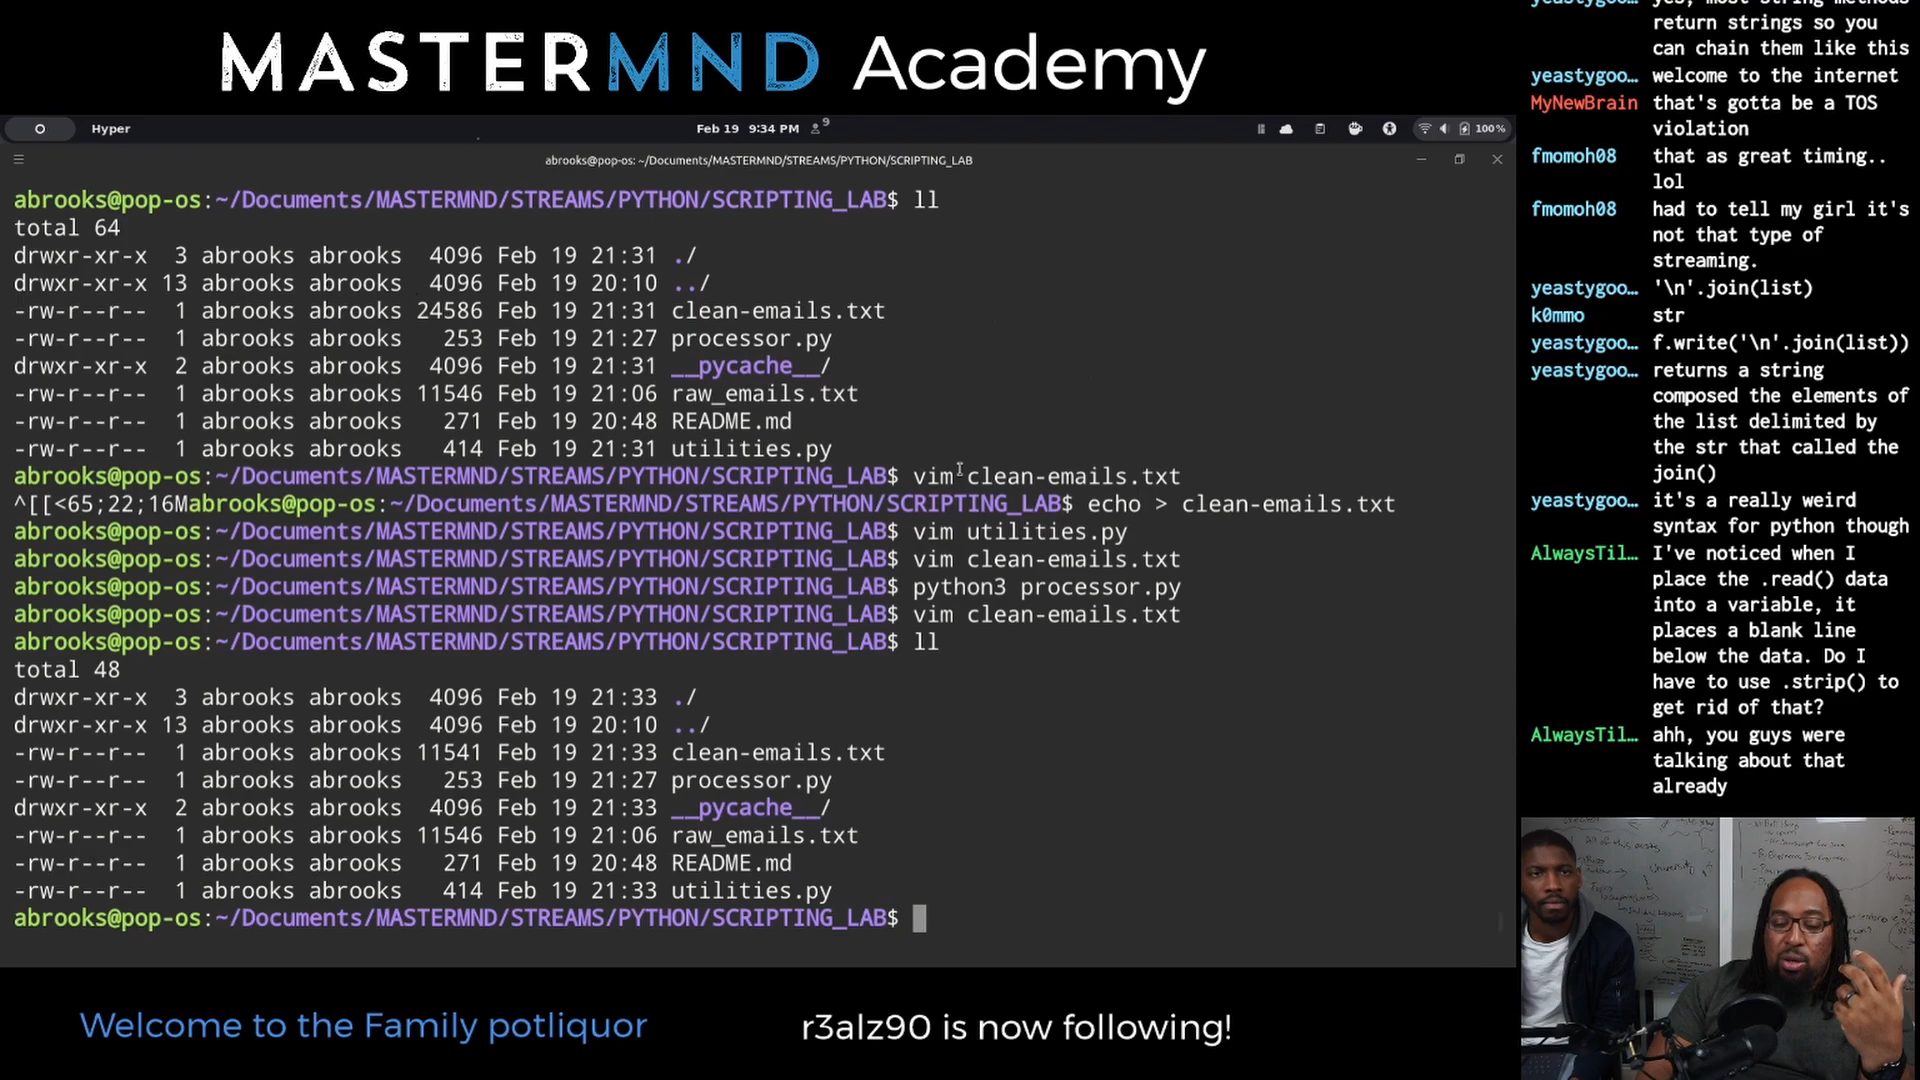 MASTERMND Academy
Hyper
Feb 19 9:34 PM
9
100%
abrooks@pop-os: ~/Documents/MASTERMND/STREAMS/PYTHON/SCRIPTING_LAB
abrooks@pop-os:~/Documents/MASTERMND/STREAMS/PYTHON/SCRIPTING_LAB$ ll
total 64
drwxr-xr-x 3 abrooks abrooks 4096 Feb 19 21:31 ./
drwxr-xr-x 13 abrooks abrooks 4096 Feb 19 20:10 ../
-rw-r--r-- 1 abrooks abrooks 24586 Feb 19 21:31 clean-emails.txt
-rw-r--r-- 1 abrooks abrooks 253 Feb 19 21:27 processor.py
drwxr-xr-x 2 abrooks abrooks 4096 Feb 19 21:31 __pycache__/
-rw-r--r-- 1 abrooks abrooks 11546 Feb 19 21:06 raw_emails.txt
-rw-r--r-- 1 abrooks abrooks 271 Feb 19 20:48 README.md
-rw-r--r-- 1 abrooks abrooks 414 Feb 19 21:31 utilities.py
abrooks@pop-os:~/Documents/MASTERMND/STREAMS/PYTHON/SCRIPTING_LAB$ vim clean-emails.txt
^[[<65;22;16Mabrooks@pop-os:~/Documents/MASTERMND/STREAMS/PYTHON/SCRIPTING_LAB$ echo > clean-emails.txt
abrooks@pop-os:~/Documents/MASTERMND/STREAMS/PYTHON/SCRIPTING_LAB$ vim utilities.py
abrooks@pop-os:~/Documents/MASTERMND/STREAMS/PYTHON/SCRIPTING_LAB$ vim clean-emails.txt
abrooks@pop-os:~/Documents/MASTERMND/STREAMS/PYTHON/SCRIPTING_LAB$ python3 processor.py
abrooks@pop-os:~/Documents/MASTERMND/STREAMS/PYTHON/SCRIPTING_LAB$ vim clean-emails.txt
abrooks@pop-os:~/Documents/MASTERMND/STREAMS/PYTHON/SCRIPTING_LAB$ ll
total 48
drwxr-xr-x 3 abrooks abrooks 4096 Feb 19 21:33 ./
drwxr-xr-x 13 abrooks abrooks 4096 Feb 19 20:10 ../
-rw-r--r-- 1 abrooks abrooks 11541 Feb 19 21:33 clean-emails.txt
-rw-r--r-- 1 abrooks abrooks 253 Feb 19 21:27 processor.py
drwxr-xr-x 2 abrooks abrooks 4096 Feb 19 21:33 __pycache__/
-rw-r--r-- 1 abrooks abrooks 11546 Feb 19 21:06 raw_emails.txt
-rw-r--r-- 1 abrooks abrooks 271 Feb 19 20:48 README.md
-rw-r--r-- 1 abrooks abrooks 414 Feb 19 21:33 utilities.py
abrooks@pop-os:~/Documents/MASTERMND/STREAMS/PYTHON/SCRIPTING_LAB$
yeastygoo… yes, most string methods
return strings so you
can chain them like this
yeastygoo… welcome to the internet
MyNewBrain that's gotta be a TOS
violation
fmomoh08 that as great timing..
lol
fmomoh08 had to tell my girl it's
not that type of
streaming.
yeastygoo… '\n'.join(list)
k0mmo str
yeastygoo… f.write('\n'.join(list))
yeastygoo… returns a string
composed the elements of
the list delimited by
the str that called the
join()
yeastygoo… it's a really weird
syntax for python though
AlwaysTil… I've noticed when I
place the .read() data
into a variable, it
places a blank line
below the data. Do I
have to use .strip() to
get rid of that?
AlwaysTil… ahh, you guys were
talking about that
already
Welcome to the Family potliquor
r3alz90 is now following!